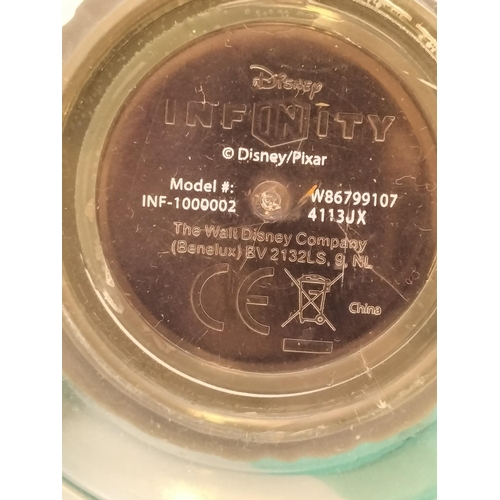 Disney
INFINITY
© Disney/Pixar
Model #: W86799107
INF-1000002 4113JX
The Walt Disney Company
(Benelux) BV 2132LS, 9, NL
CE China